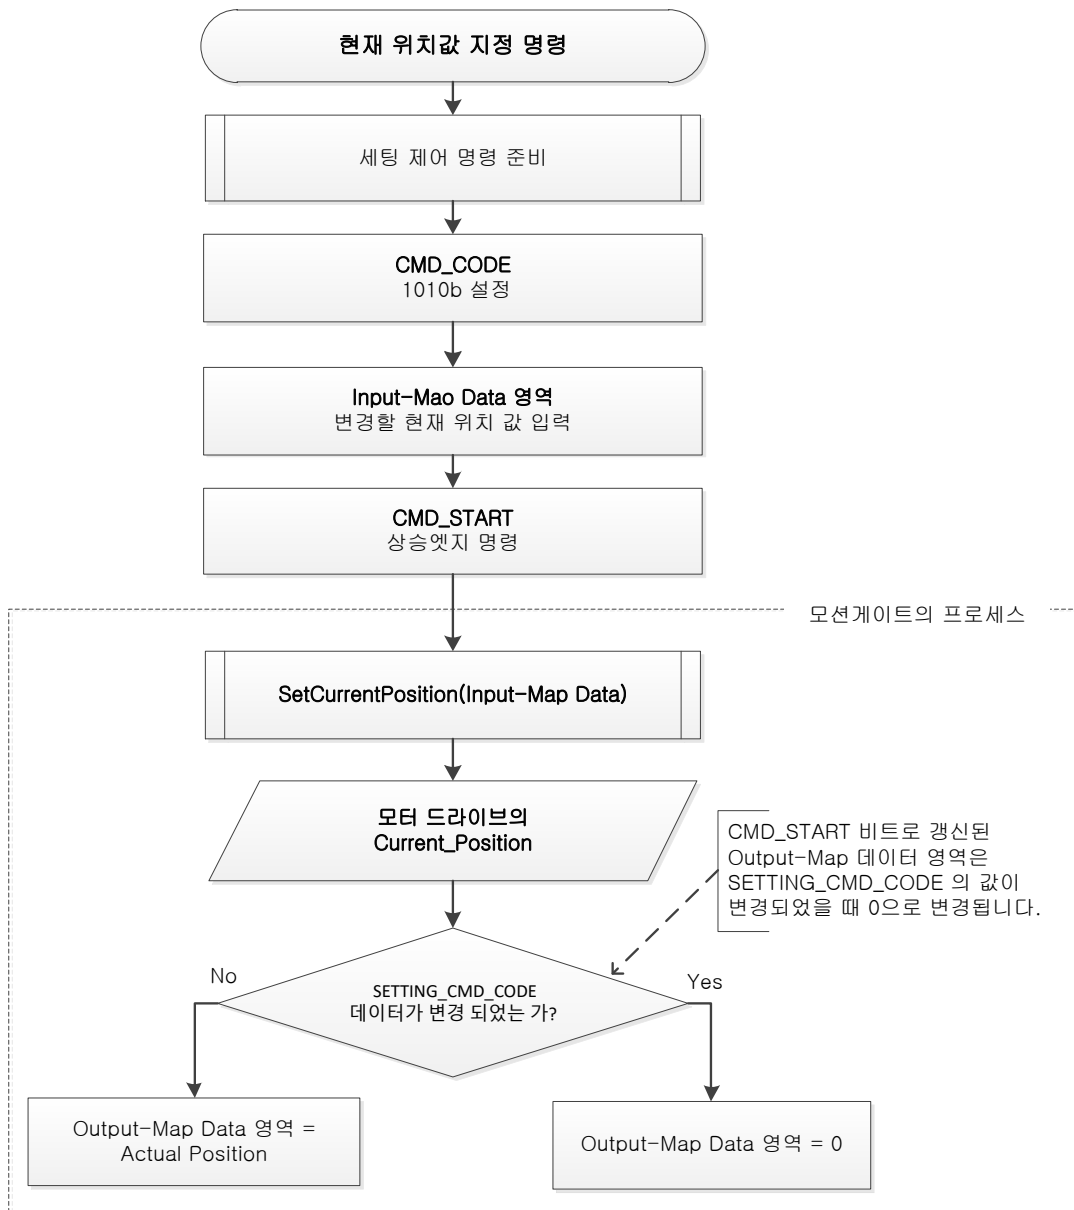 현재 위치값 지정 명령
세팅 제어 명령 준비
CMD_CODE
1010b 설정
Input-Mao Data 영역
변경할 현재 위치 값 입력
CMD_START
상승엣지 명령
모션게이트의 프로세스
SetCurrentPosition(Input-Map Data)
모터 드라이브의
Current_Position
CMD_START 비트로 갱신된
Output-Map 데이터 영역은
SETTING_CMD_CODE 의 값이
변경되었을 때 0으로 변경됩니다.
No
Yes
SETTING_CMD_CODE
데이터가 변경 되었는 가?
Output-Map Data 영역 =
Actual Position
Output-Map Data 영역 = 0